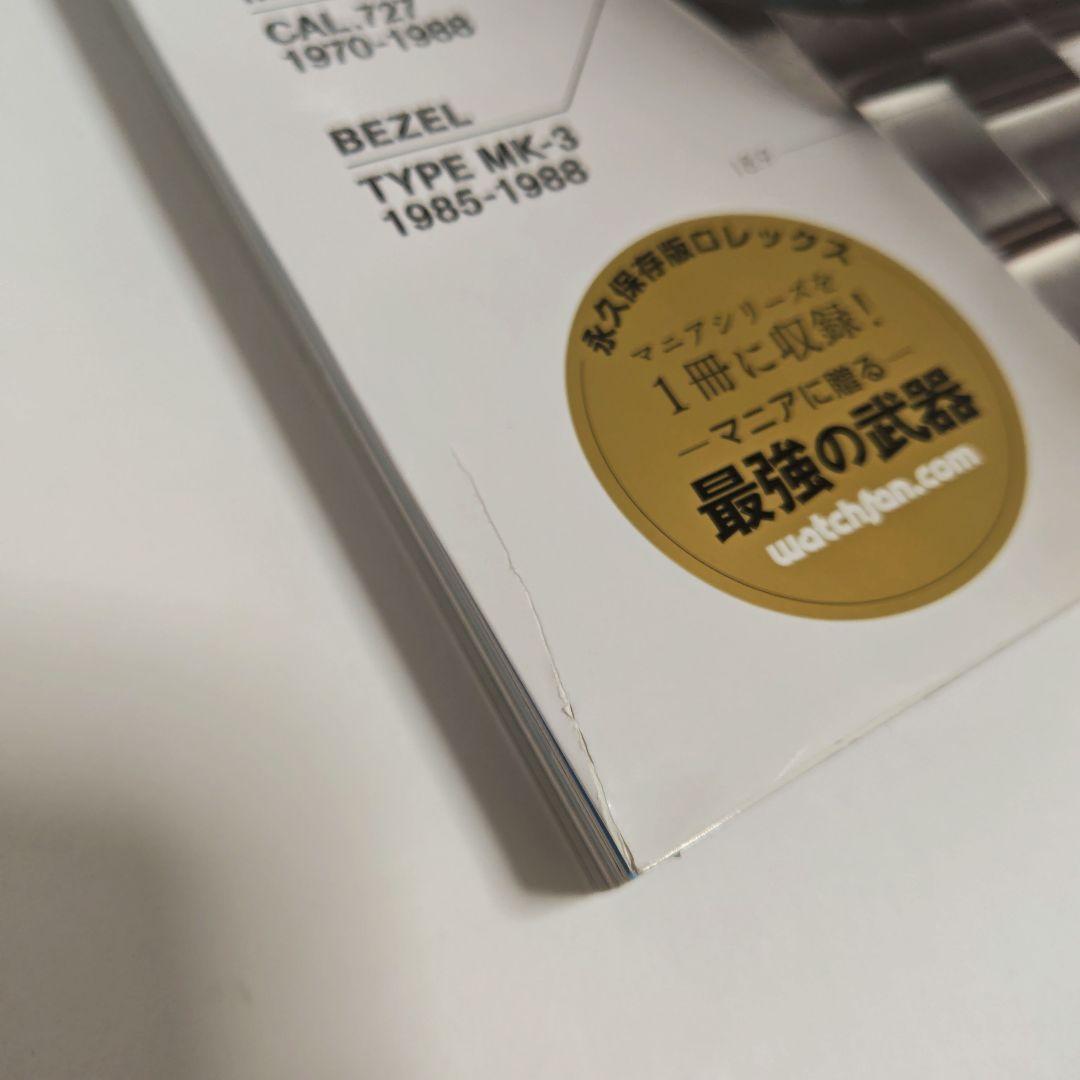 CAL.727
1970-1988
BEZEL
TYPE MK-3
1985-1988
永久保存版ロレックス
マニアシリーズを
1冊に収録!
―マニアに贈る―
最強の武器
watchfan.com